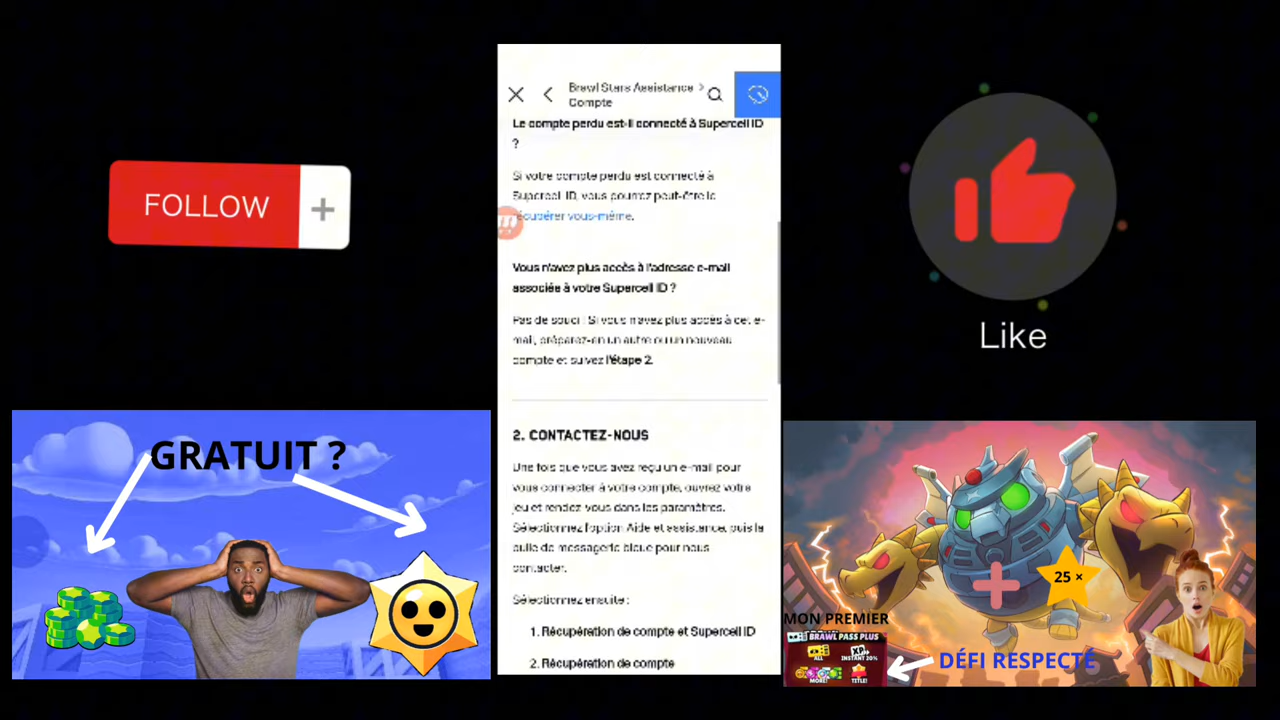 FOLLOW
Brawl Stars Assistance >
Compte
Le compte perdu est-il connecté à Supercell ID
?
Si votre compte perdu est connecté à
Supercell ID, vous pourrez peut-être le
récupérer vous-même.
Vous n'avez plus accès à l'adresse e-mail
associée à votre Supercell ID ?
Pas de souci ! Si vous n'avez plus accès à cet e-
mail, préparez-en un autre ou un nouveau
compte et suivez l'étape 2.
2. CONTACTEZ-NOUS
Une fois que vous avez reçu un e-mail pour
vous connecter à votre compte, ouvrez votre
jeu et rendez-vous dans les paramètres.
Sélectionnez l'option Aide et assistance, puis la
bulle de messagerie bleue pour nous
contacter.
Sélectionnez ensuite :
1. Récupération de compte et Supercell ID
2. Récupération de compte
Like
GRATUIT ?
25 ×
MON PREMIER
BRAWL PASS PLUS
ALL
XP
INSTANT 20%
MORE!
TITLE!
DÉFI RESPECTÉ